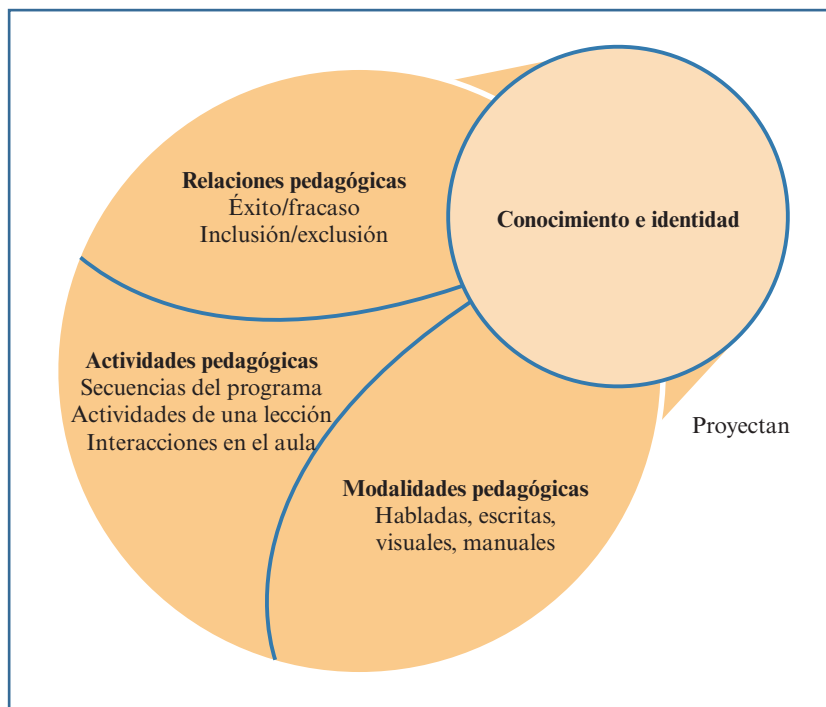 Relaciones pedagógicas
Éxito/fracaso
Inclusión/exclusión
Conocimiento e identidad
Actividades pedagógicas
Secuencias del programa
Actividades de una lección
Interacciones en el aula
Proyectan
Modalidades pedagógicas
Habladas, escritas,
visuales, manuales